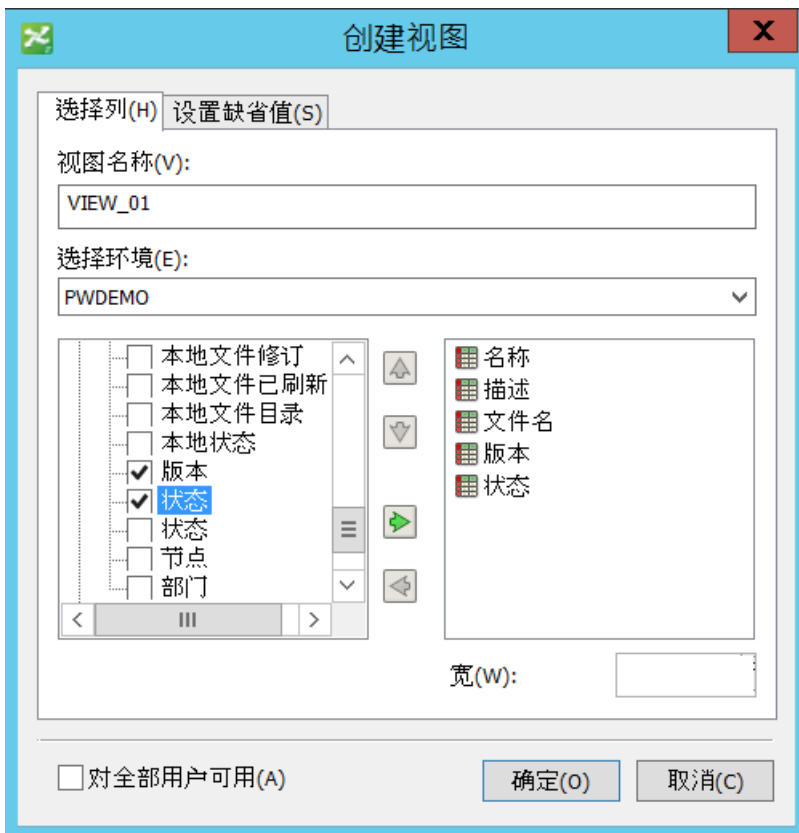 创建视图
选择列(H) 设置缺省值(S)
视图名称(V):
VIEW_01
选择环境(E):
PWDEMO
本地文件修订
本地文件已刷新
本地文件目录
本地状态
版本
状态
状态
节点
部门
名称
描述
文件名
版本
状态
宽(W):
对全部用户可用(A)
确定(O)
取消(C)